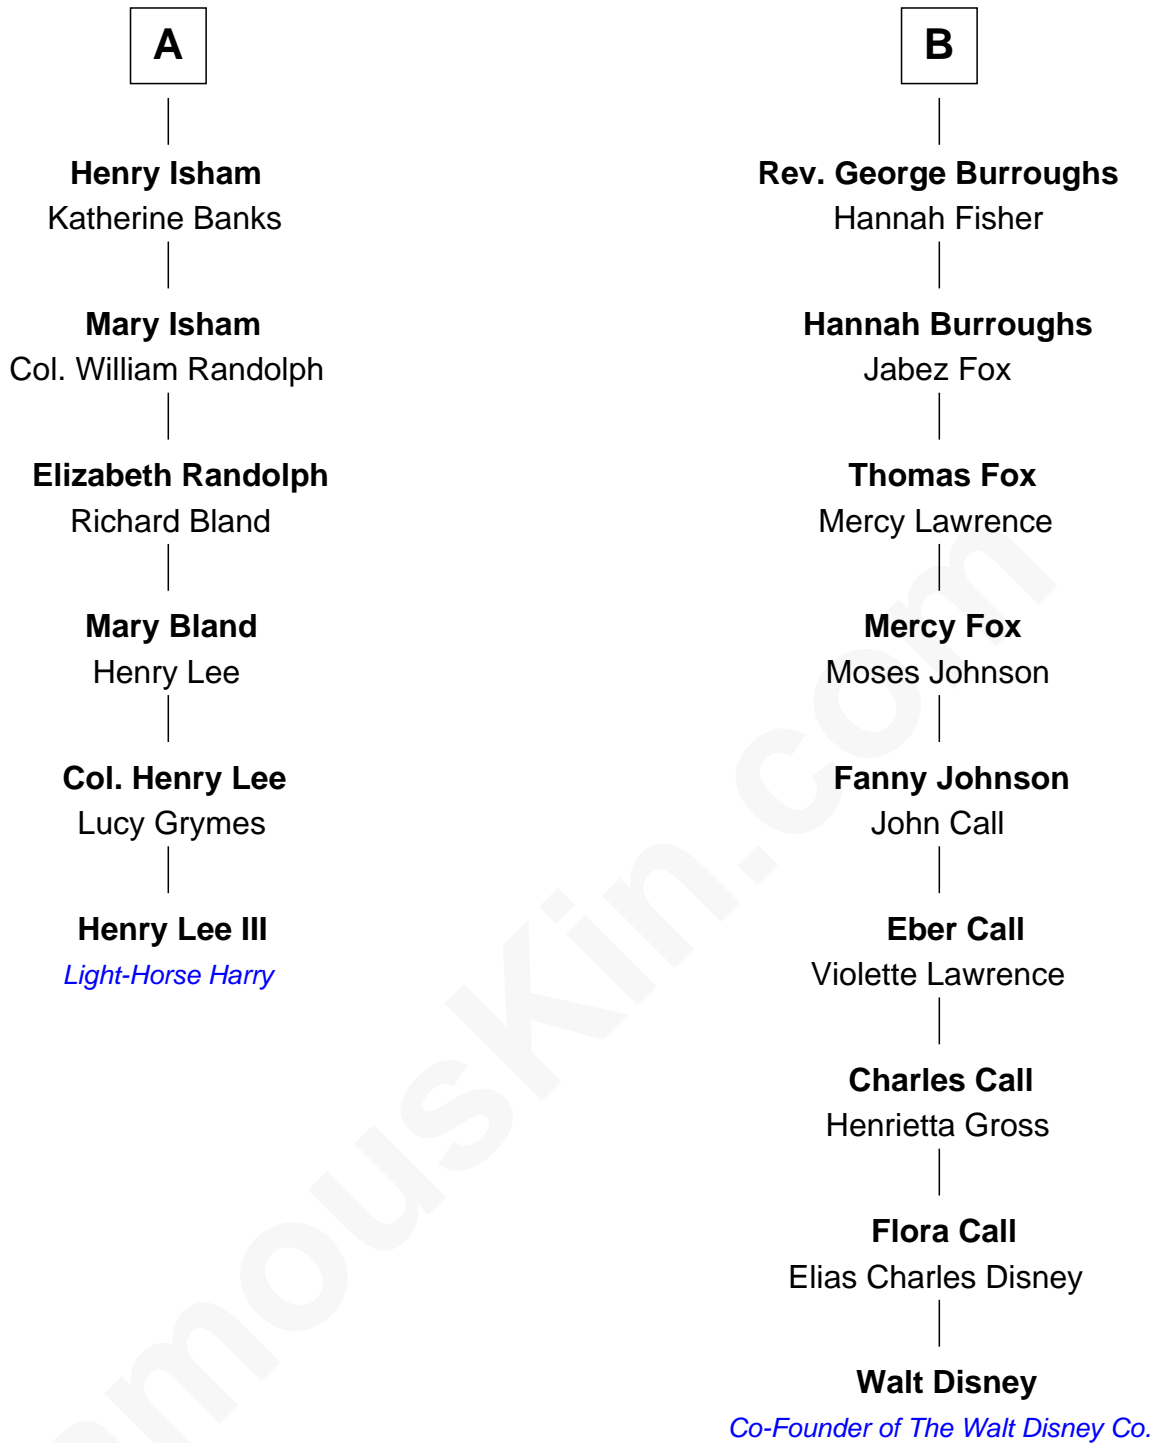 A
Henry Isham
Katherine Banks
Mary Isham
Col. William Randolph
Elizabeth Randolph
Richard Bland
Mary Bland
Henry Lee
Col. Henry Lee
Lucy Grymes
Henry Lee III
Light-Horse Harry
B
Rev. George Burroughs
Hannah Fisher
Hannah Burroughs
Jabez Fox
Thomas Fox
Mercy Lawrence
Mercy Fox
Moses Johnson
Fanny Johnson
John Call
Eber Call
Violette Lawrence
Charles Call
Henrietta Gross
Flora Call
Elias Charles Disney
Walt Disney
Co-Founder of The Walt Disney Co.
amouskin.com